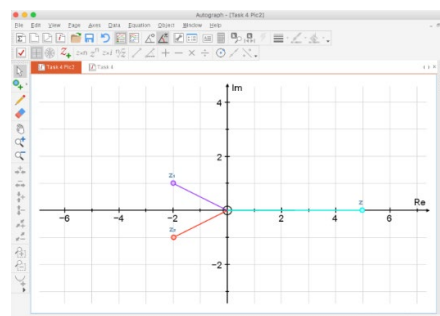 Autograph - [Task 4 Pic2]
File Edit View Page Axes Data Equation Object Window Help
Task 4 Pic2 Task 4
Im
4
2
z₁
z
Re
-6 -4 -2 2 4 6
z₂
-2